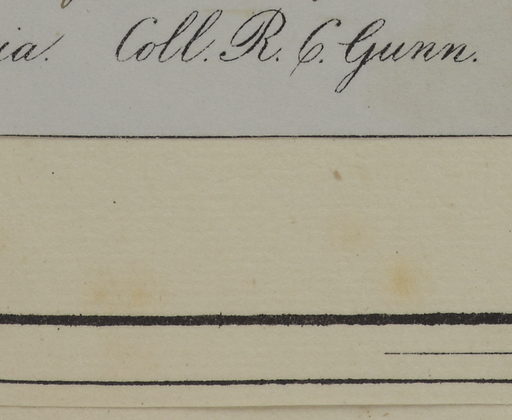 ia. Coll. R. C. Gunn.